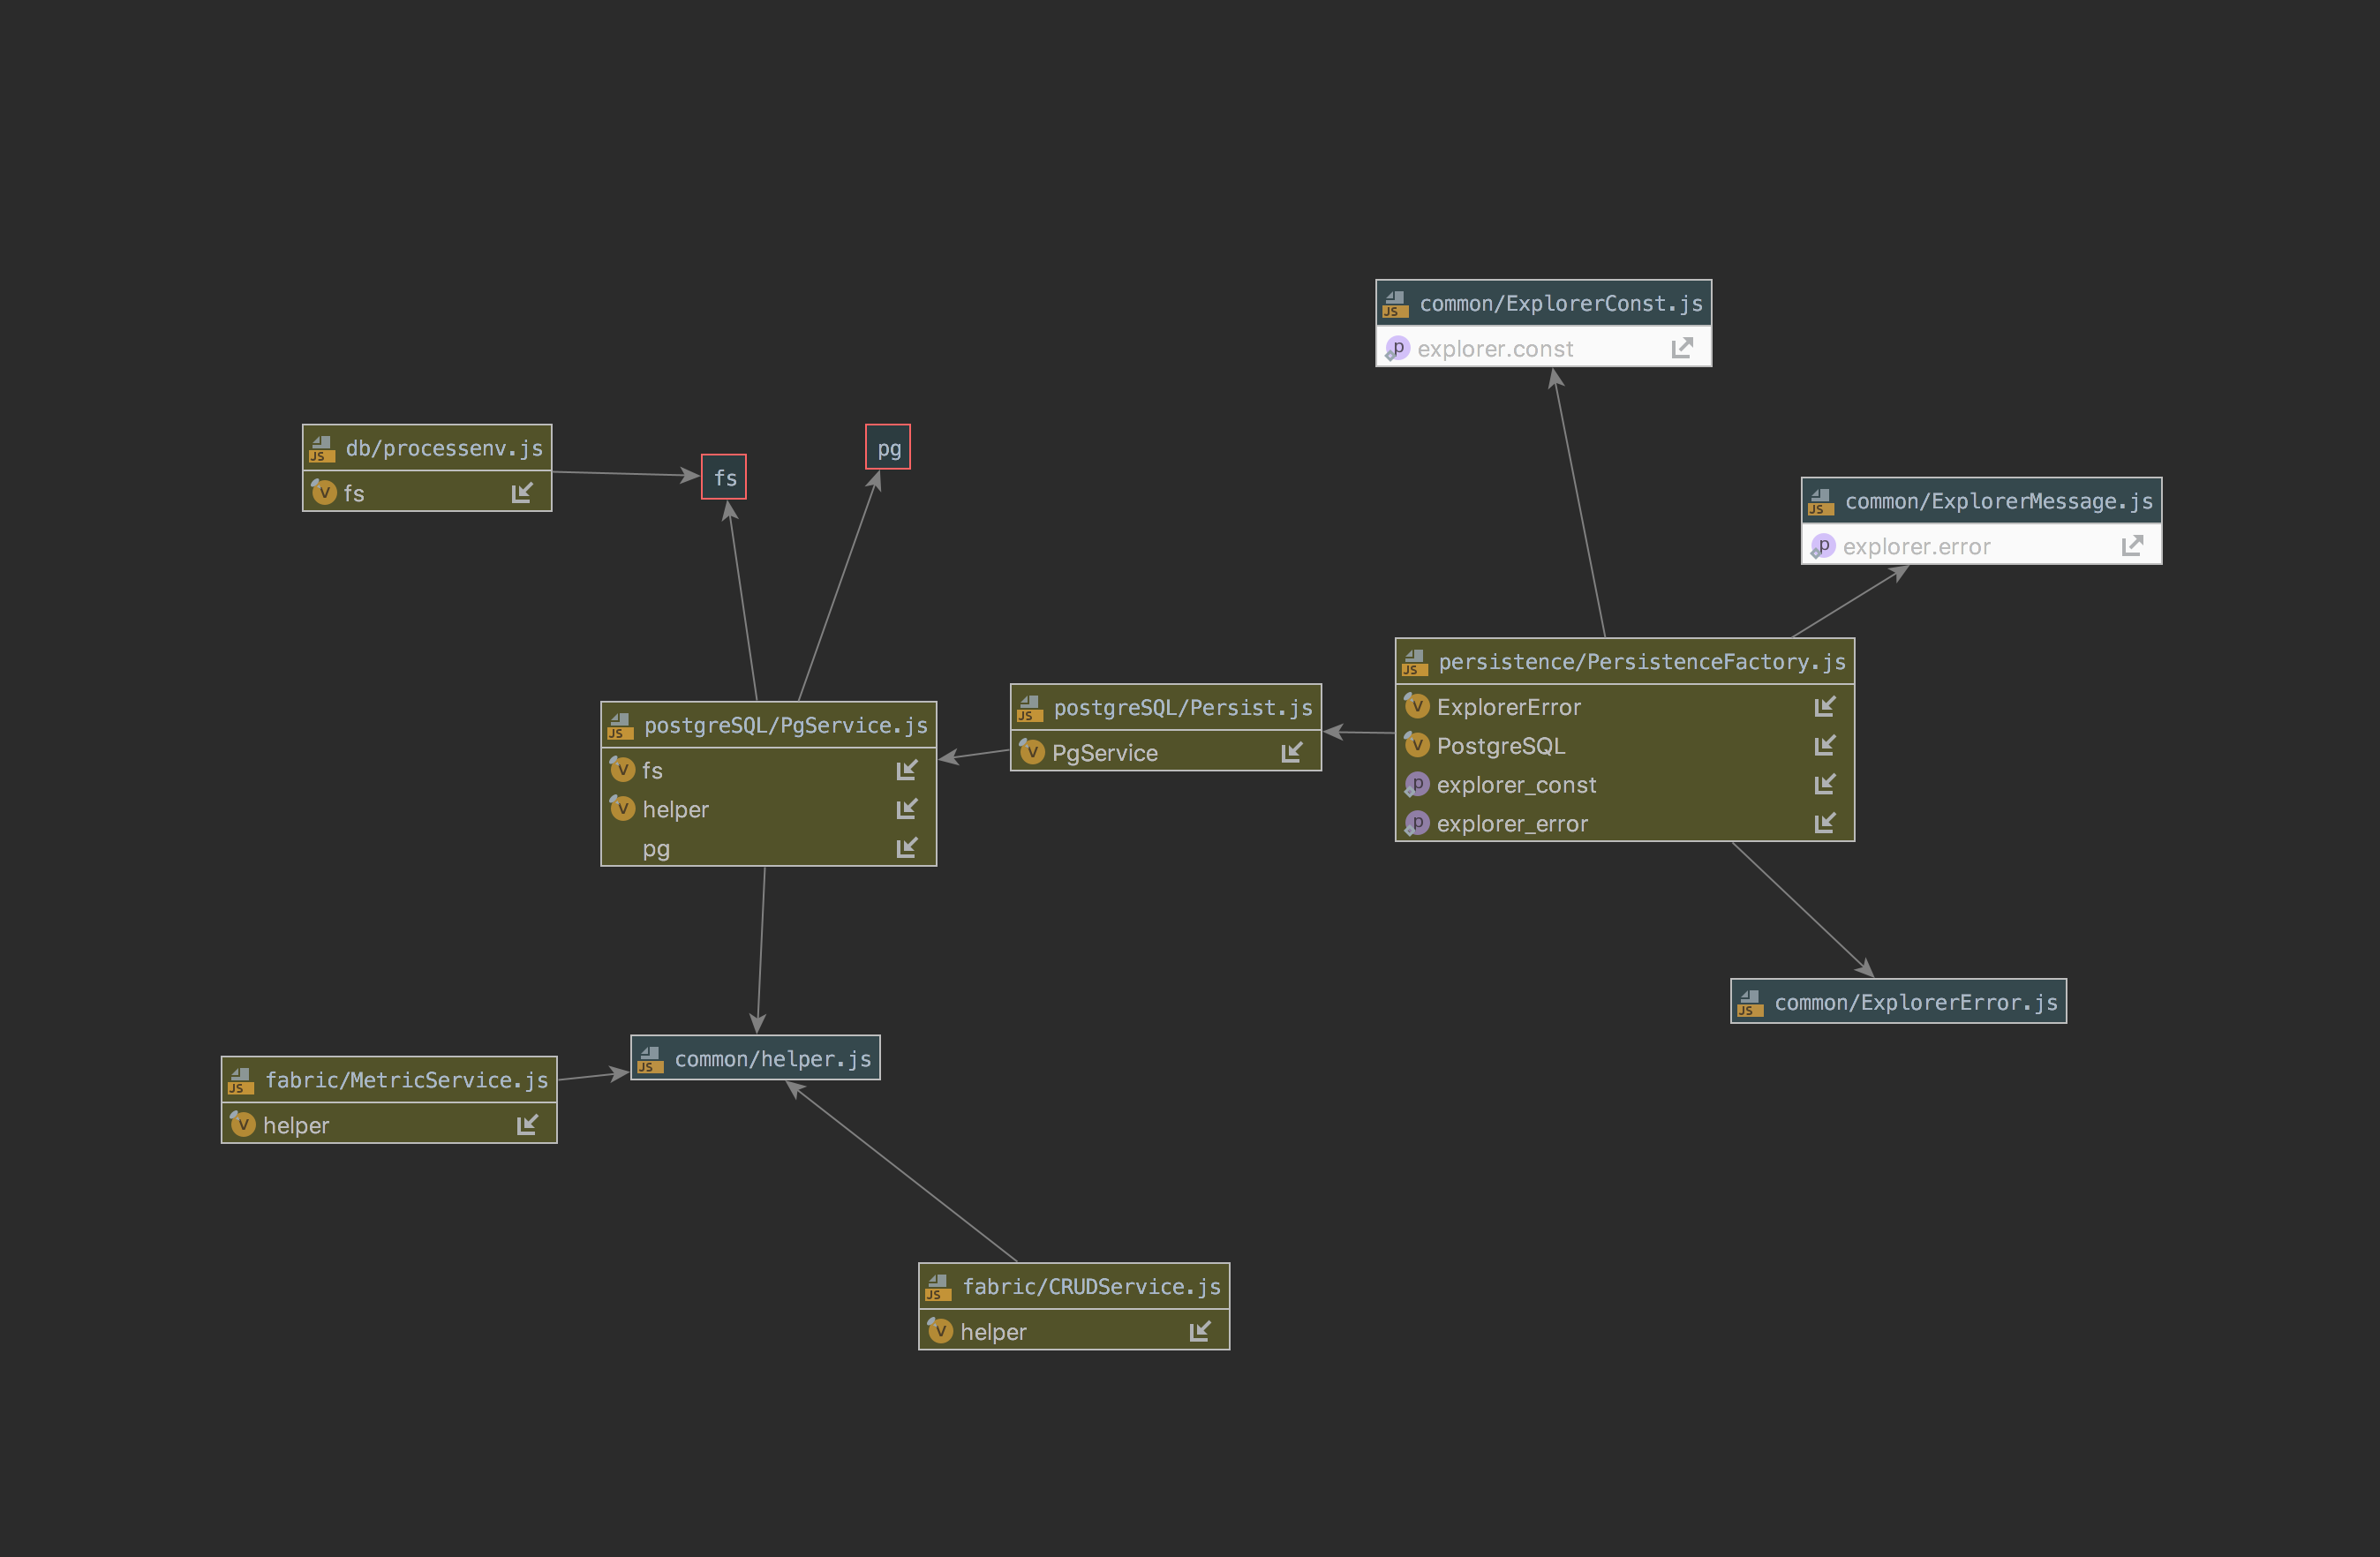 common/ExplorerConst.js
explorer.const
db/processenv.js
fs
fs
pg
common/ExplorerMessage.js
explorer.error
persistence/PersistenceFactory.js
ExplorerError
PostgreSQL
explorer_const
explorer_error
postgreSQL/Persist.js
PgService
postgreSQL/PgService.js
fs
helper
pg
common/ExplorerError.js
common/helper.js
fabric/MetricService.js
helper
fabric/CRUDService.js
helper